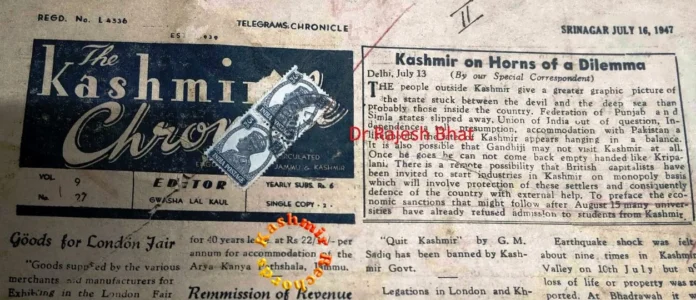 REGD. No. L 4336
TELEGRAMS: CHRONICLE
SRINAGAR JULY 16, 1947
II
The
Kashmir
Chron
JAMMU & KASHMIR
VOL 9
No. 27
EDITOR
GWASHA LAL KAUL
YEARLY SUBS. Rs. 6
SINGLE COPY
Kashmir on Horns of a Dilemma
Delhi, July 13 (By our Special Correspondent)
THE people outside Kashmir give a greater graphic picture of
the state stuck between the devil and the deep sea than
probably those inside the country. Federation of Punjab and
Simla states slipped away. Union of India out of question, In-
accession with Pakistan a
Kashmir appears hanging in a balance.
It is also possible that Gandhiji may not visit Kashmir at all.
Once he goes he can not come back empty handed like Kripa-
lani. There is a remote possibility that British capitalists have
been invited to start industries in Kashmir on monopoly basis
which will involve protection of these settlers and consequently
defence of the country with external help. To preface the eco-
nomic sanctions that might follow after August 15 many univer-
sities have already refused admission to students from Kashmir
Dr Rajesh Bhat
Goods for London Fair
"Goods supplied by the various
merchants and manufacturers for
Exhibiting in the London Fair
for 40 years lease at Rs 22/14/- per
annum for accommodation of the
Arya Kanya Pathshala, Jammu.
Remmission of Revenue
Kashmir Rechords
"Quit Kashmir" by G. M.
Sadiq has been banned by Kash-
mir Govt.
Legations in London and Kh-
Earthquake shock was felt
about nine times in Kashmir
Valley on 10th July but
loss of life or property was
ported. At Bhadrawah